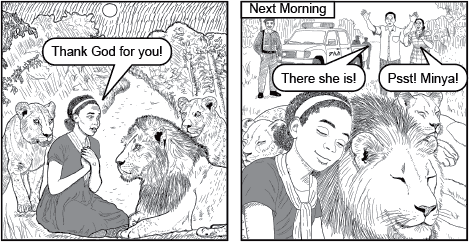 Thank God for you!
Next Morning
There she is!
Psst! Minya!